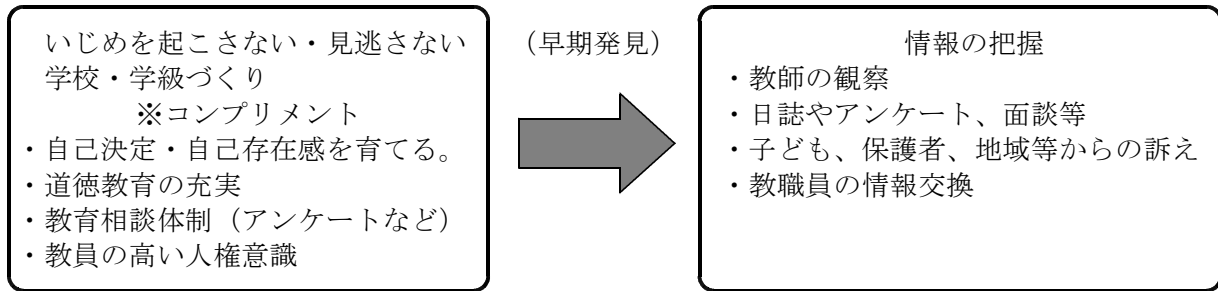 いじめを起こさない・見逃さない
学校・学級づくり
※コンプリメント
・自己決定・自己存在感を育てる。
・道徳教育の充実
・教育相談体制（アンケートなど）
・教員の高い人権意識
（早期発見）
情報の把握
・教師の観察
・日誌やアンケート、面談等
・子ども、保護者、地域等からの訴え
・教職員の情報交換